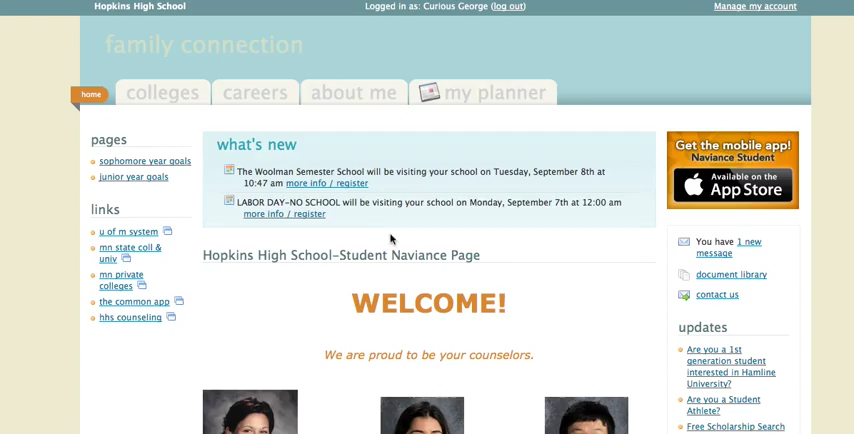 Hopkins High School
Logged in as: Curious George (log out)
Manage my account
family connection
home
colleges
careers
about me
my planner
pages
sophomore year goals
junior year goals
links
u of m system
mn state coll &
univ
mn private
colleges
the common app
hhs counseling
what's new
The Woolman Semester School will be visiting your school on Tuesday, September 8th at
10:47 am more info / register
LABOR DAY-NO SCHOOL will be visiting your school on Monday, September 7th at 12:00 am
more info / register
Hopkins High School-Student Naviance Page
WELCOME!
We are proud to be your counselors.
Get the mobile app!
Naviance Student
Available on the
App Store
You have 1 new
message
document library
contact us
updates
Are you a 1st
generation student
interested in Hamline
University?
Are you a Student
Athlete?
Free Scholarship Search